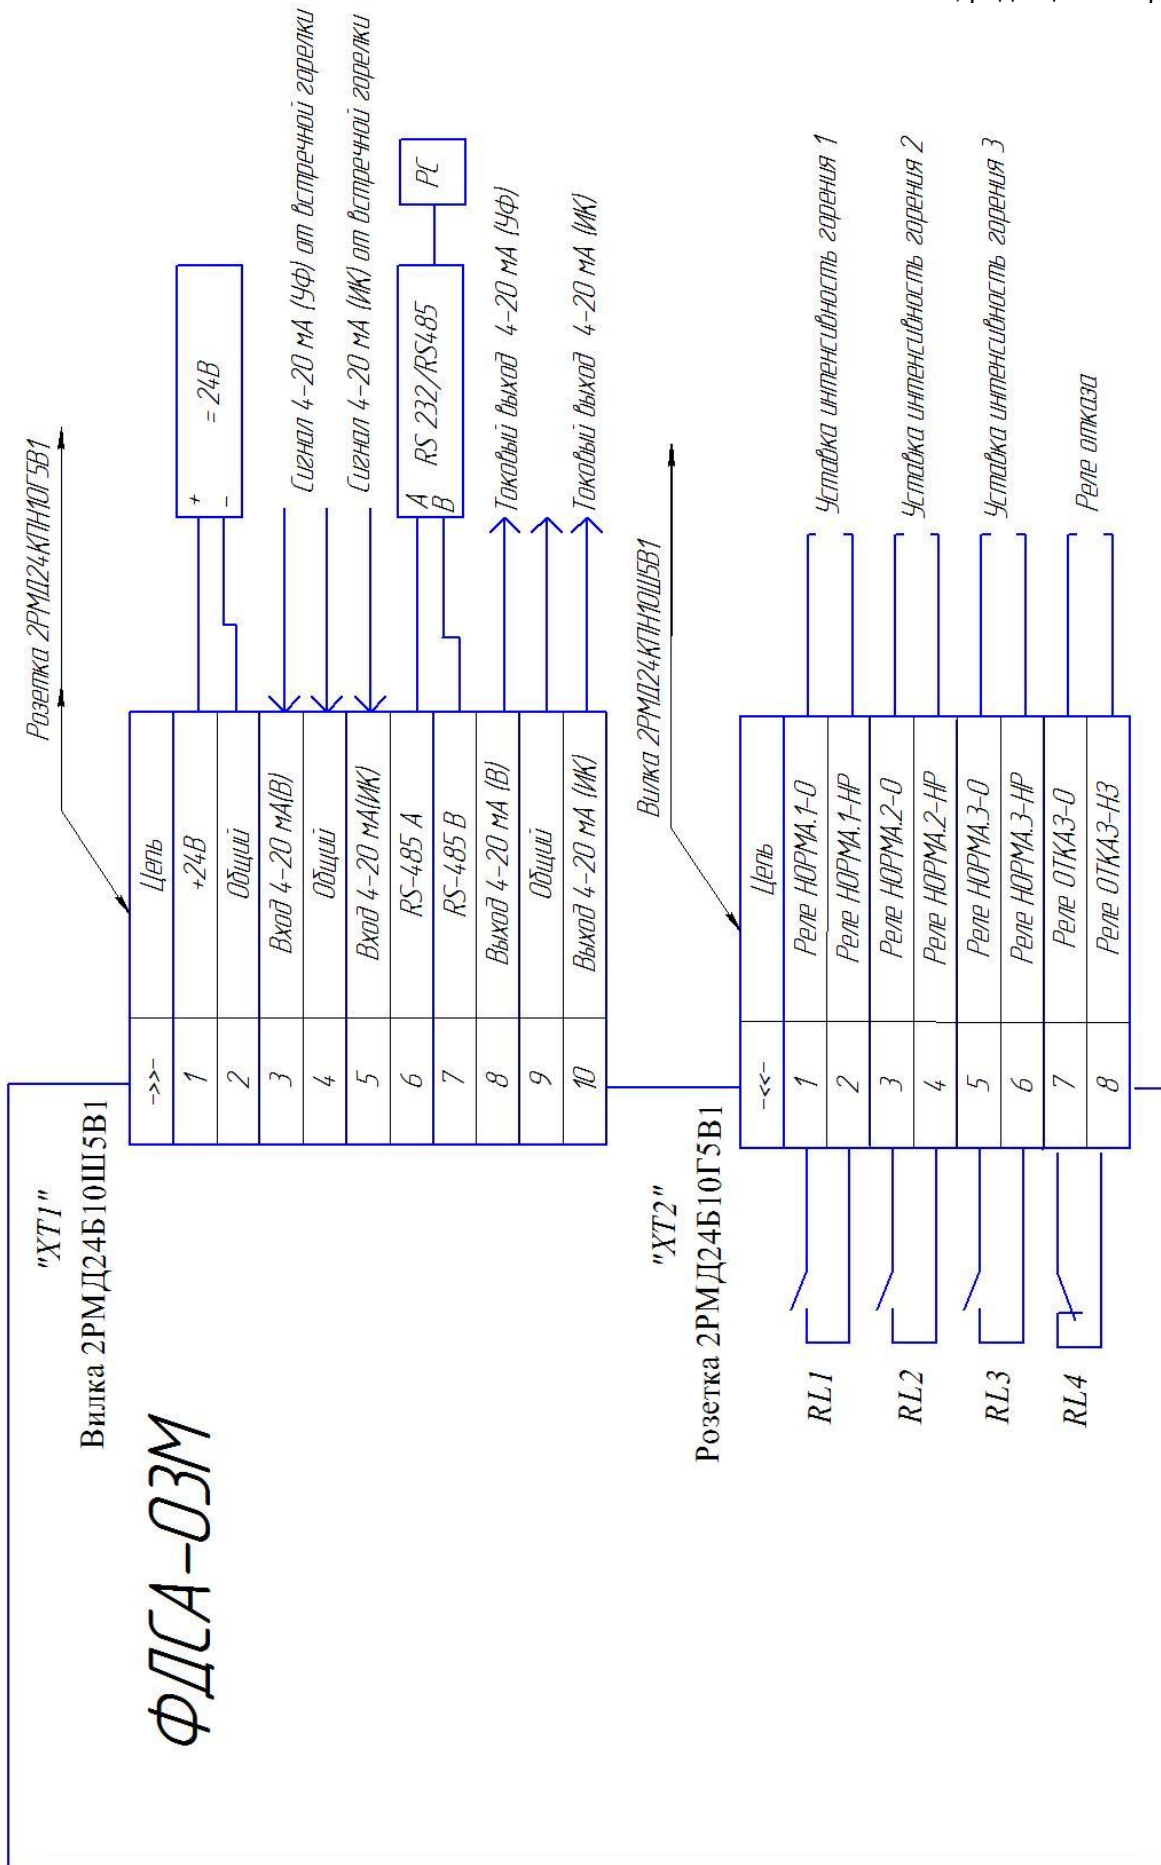 ФДСА-03М
"ХТ1"
Вилка 2РМД24Б10Ш5В1
Розетка 2РМД24КПН10Г5В1
->>- Цепь
1 +24В
2 Общий
3 Вход 4-20 мА(В)
4 Общий
5 Вход 4-20 мА(ИК)
6 RS-485 А
7 RS-485 В
8 Выход 4-20 мА (В)
9 Общий
10 Выход 4-20 мА (ИК)
+
= 24В
-
Сигнал 4-20 мА (УФ) от встречной горелки
Сигнал 4-20 мА (ИК) от встречной горелки
А
В
RS 232/RS485
РС
Токовый выход 4-20 мА (УФ)
Токовый выход 4-20 мА (ИК)
"ХТ2"
Розетка 2РМД24Б10Г5В1
Вилка 2РМД24КПН10Ш5В1
-<<- Цепь
1 Реле НОРМА.1-О
2 Реле НОРМА.1-НР
3 Реле НОРМА.2-О
4 Реле НОРМА.2-НР
5 Реле НОРМА.3-О
6 Реле НОРМА.3-НР
7 Реле ОТКАЗ-О
8 Реле ОТКАЗ-НЗ
RL1
RL2
RL3
RL4
Уставка интенсивность горения 1
Уставка интенсивность горения 2
Уставка интенсивность горения 3
Реле отказа